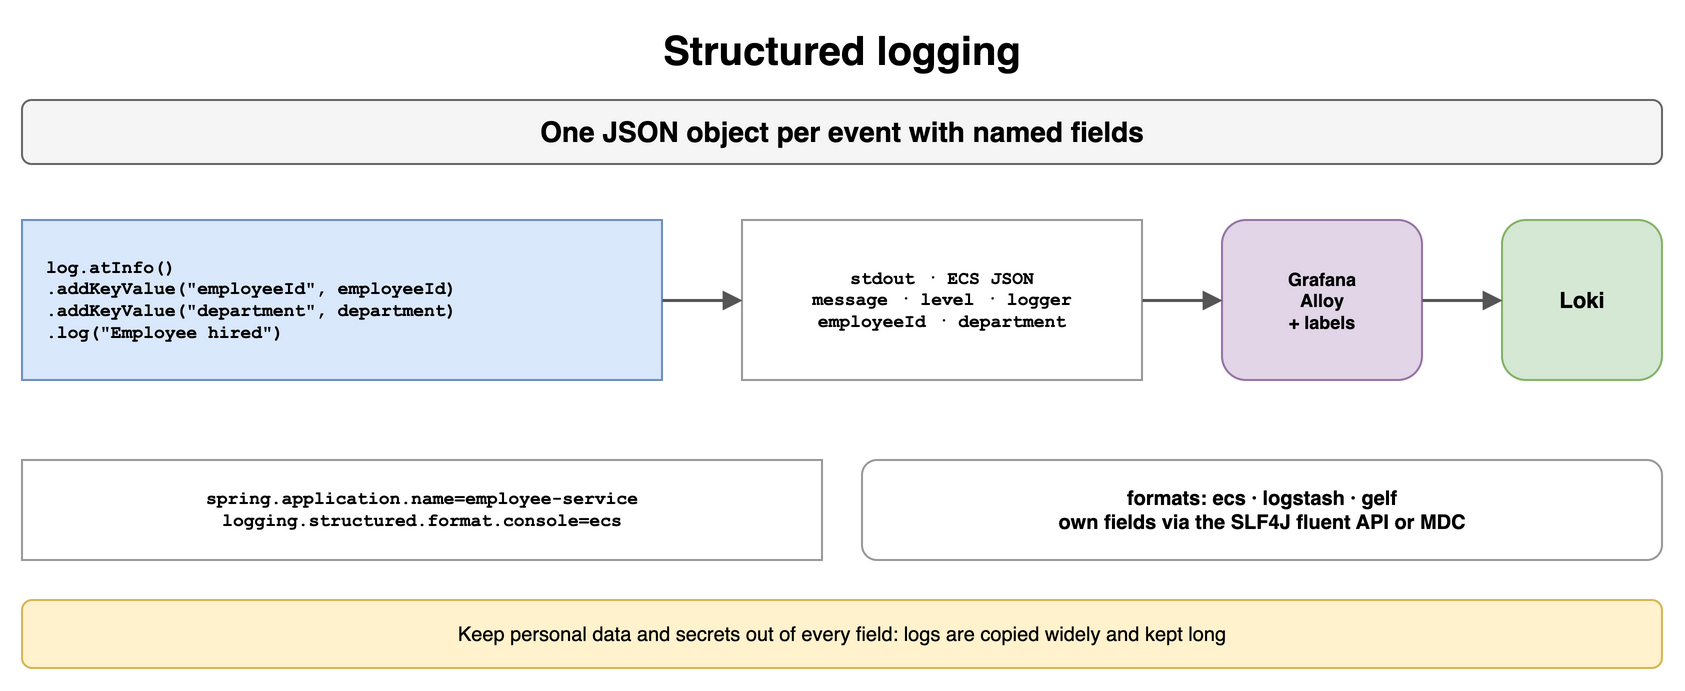 Structured logging
One JSON object per event with named fields
log.atInfo()
.addKeyValue("employeeId", employeeId)
.addKeyValue("department", department)
.log("Employee hired")
stdout · ECS JSON
message · level · logger
employeeId · department
Grafana
Alloy
+ labels
Loki
spring.application.name=employee-service
logging.structured.format.console=ecs
formats: ecs · logstash · gelf
own fields via the SLF4J fluent API or MDC
Keep personal data and secrets out of every field: logs are copied widely and kept long